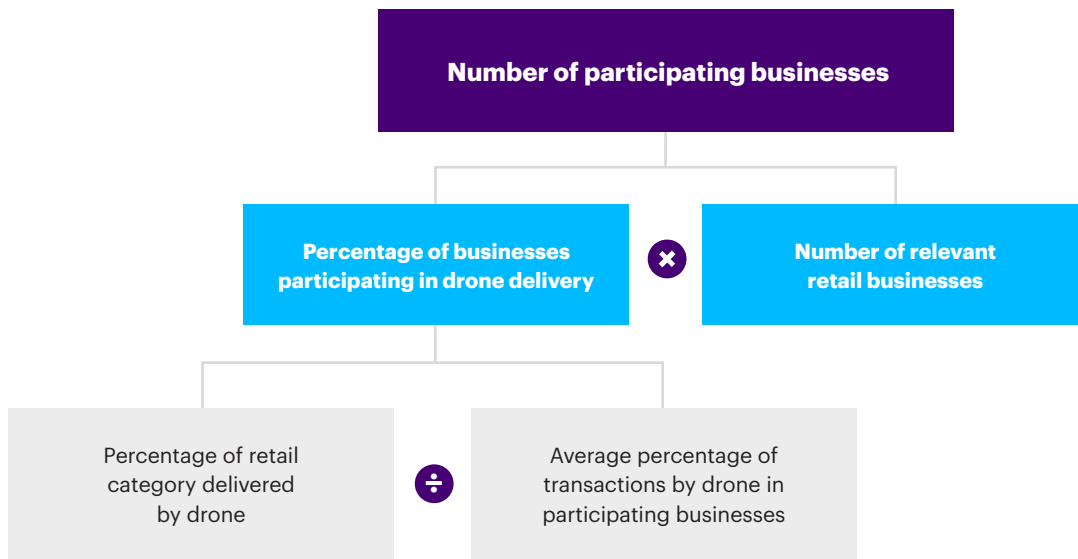 Number of participating businesses
Percentage of businesses
participating in drone delivery
×
Number of relevant
retail businesses
Percentage of retail
category delivered
by drone
÷
Average percentage of
transactions by drone in
participating businesses